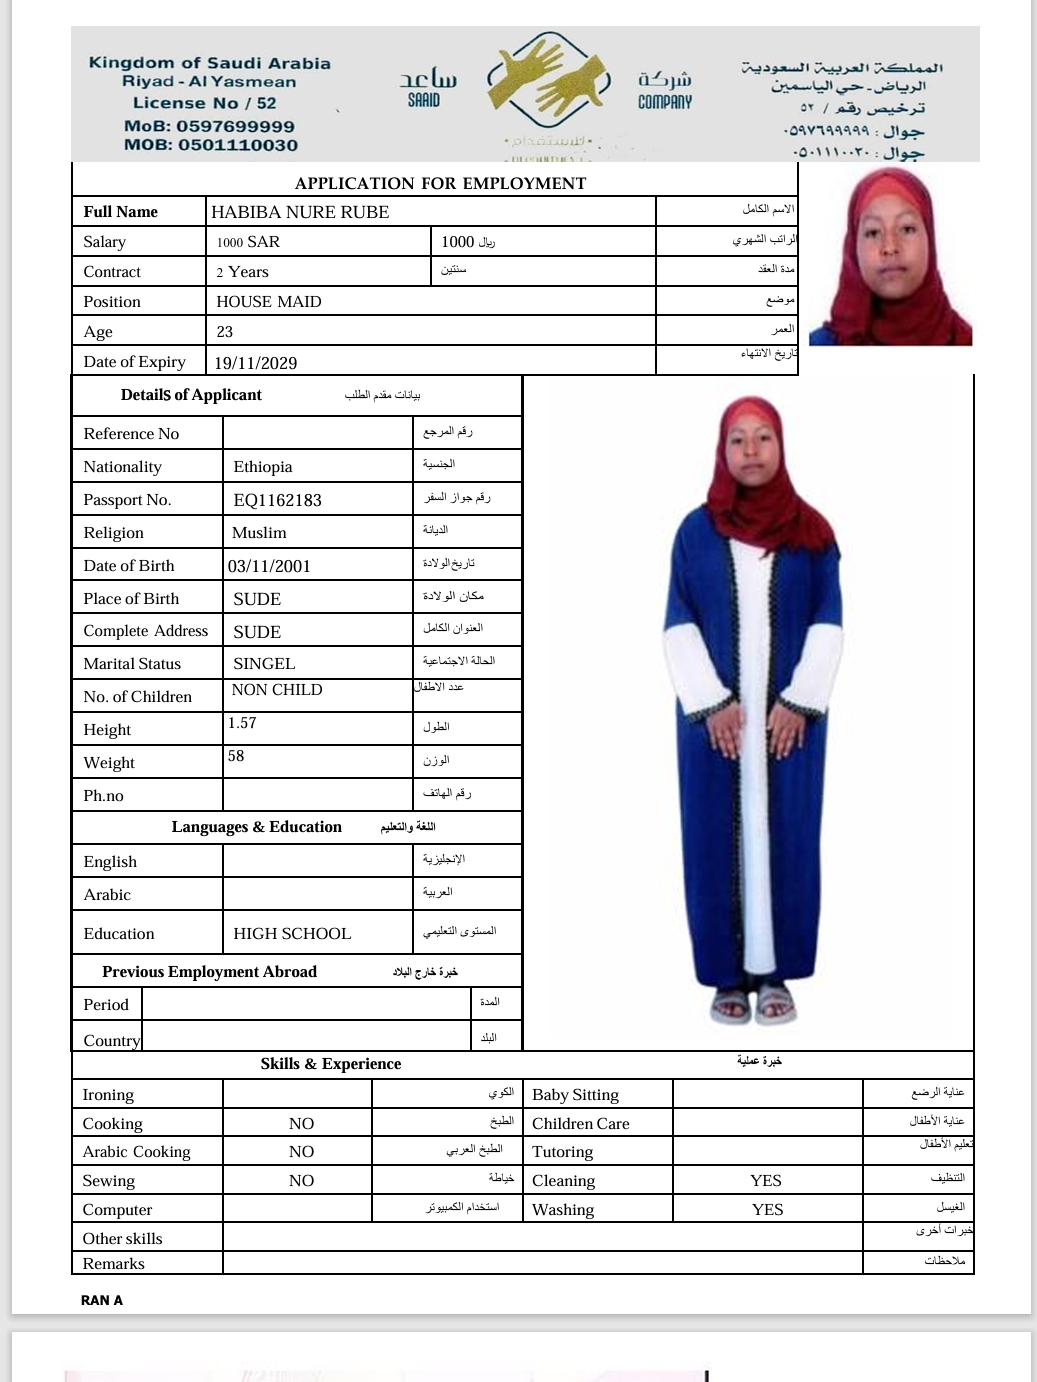 Kingdom of Saudi Arabia
Riyad - Al Yasmean
License No / 52
MoB: 0597699999
MOB: 0501110030
ساعد
SAAID
شركة
COMPANY
للاستقدام
المملكة العربية السعودية
الرياض - حي الياسمين
ترخيص رقم / ٥٢
جوال : ٠٥٩٧٦٩٩٩٩٩
جوال : ٠٥٠١١١٠٠٣٠
APPLICATION FOR EMPLOYMENT
Full Name HABIBA NURE RUBE الاسم الكامل
Salary 1000 SAR 1000 ريال الراتب الشهري
Contract 2 Years سنتين مدة العقد
Position HOUSE MAID موضع
Age 23 العمر
Date of Expiry 19/11/2029 تاريخ الانتهاء
Details of Applicant بيانات مقدم الطلب
Reference No رقم المرجع
Nationality Ethiopia الجنسية
Passport No. EQ1162183 رقم جواز السفر
Religion Muslim الديانة
Date of Birth 03/11/2001 تاريخ الولادة
Place of Birth SUDE مكان الولادة
Complete Address SUDE العنوان الكامل
Marital Status SINGEL الحالة الاجتماعية
No. of Children NON CHILD عدد الاطفال
Height 1.57 الطول
Weight 58 الوزن
Ph.no رقم الهاتف
Languages & Education اللغة والتعليم
English الإنجليزية
Arabic العربية
Education HIGH SCHOOL المستوى التعليمي
Previous Employment Abroad خبرة خارج البلاد
Period المدة
Country البلد
Skills & Experience خبرة عملية
Ironing الكوي Baby Sitting عناية الرضع
Cooking NO الطبخ Children Care عناية الأطفال
Arabic Cooking NO الطبخ العربي Tutoring تعليم الأطفال
Sewing NO خياطة Cleaning YES التنظيف
Computer استخدام الكمبيوتر Washing YES الغيسل
Other skills خبرات أخرى
Remarks ملاحظات
RAN A